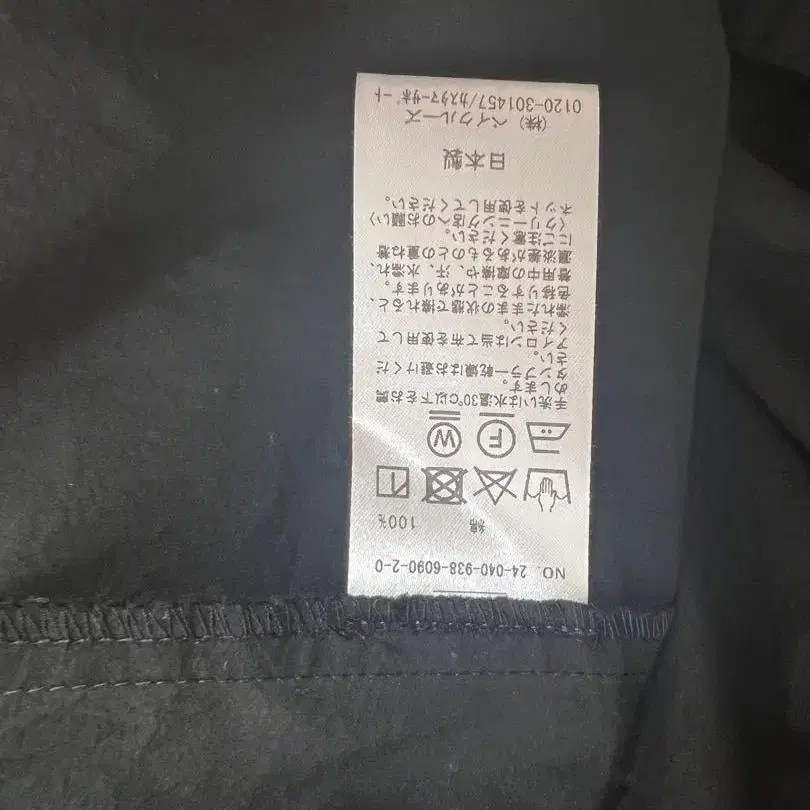 NO. 24-040-938-6090-2-0
綿 100%
F W
手洗いは水温30℃以下をお薦
めします。
タンブラー乾燥はお避けくだ
さい。
アイロンは当て布を使用して
ください。
濡れたままの状態で擦れると、
色移りすることがあります。
着用中の摩擦や、汗、水濡れ、
濃淡差があるものとの重ね着
にご注意ください。
(クリーニング店へのお願い)
ネットを使用してください。
日本製
(株) ベイクルーズ
0120-301457/カスタマーサポート